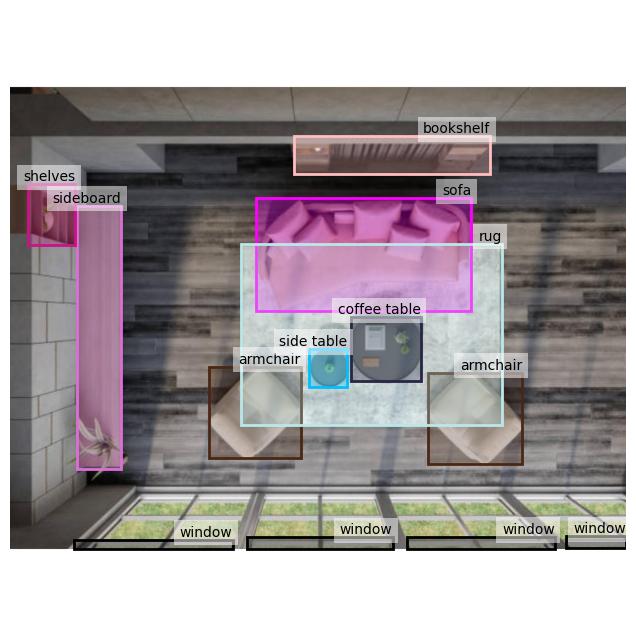 bookshelf
shelves
sofa
sideboard
rug
coffee table
side table
armchair
armchair
window
window
window
window